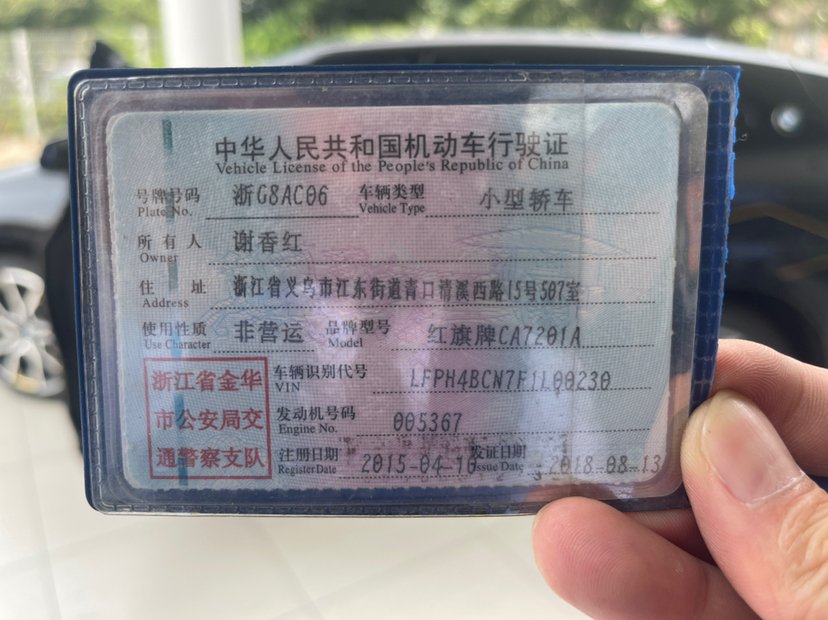 中华人民共和国机动车行驶证
Vehicle License of the People's Republic of China
号牌号码 浙G8AC06 车辆类型 小型轿车
Plate No. Vehicle Type
所有人 谢香红
Owner
住址 浙江省义乌市江东街道青口清溪西路15号507室
Address
使用性质 非营运 品牌型号 红旗牌CA7201A
Use Character Model
浙江省金华
市公安局交
通警察支队
车辆识别代号 LFPH4BCN7F1L00230
VIN
发动机号码 005367
Engine No.
注册日期 2015-04-10 发证日期 2018-08-13
Register Date Issue Date